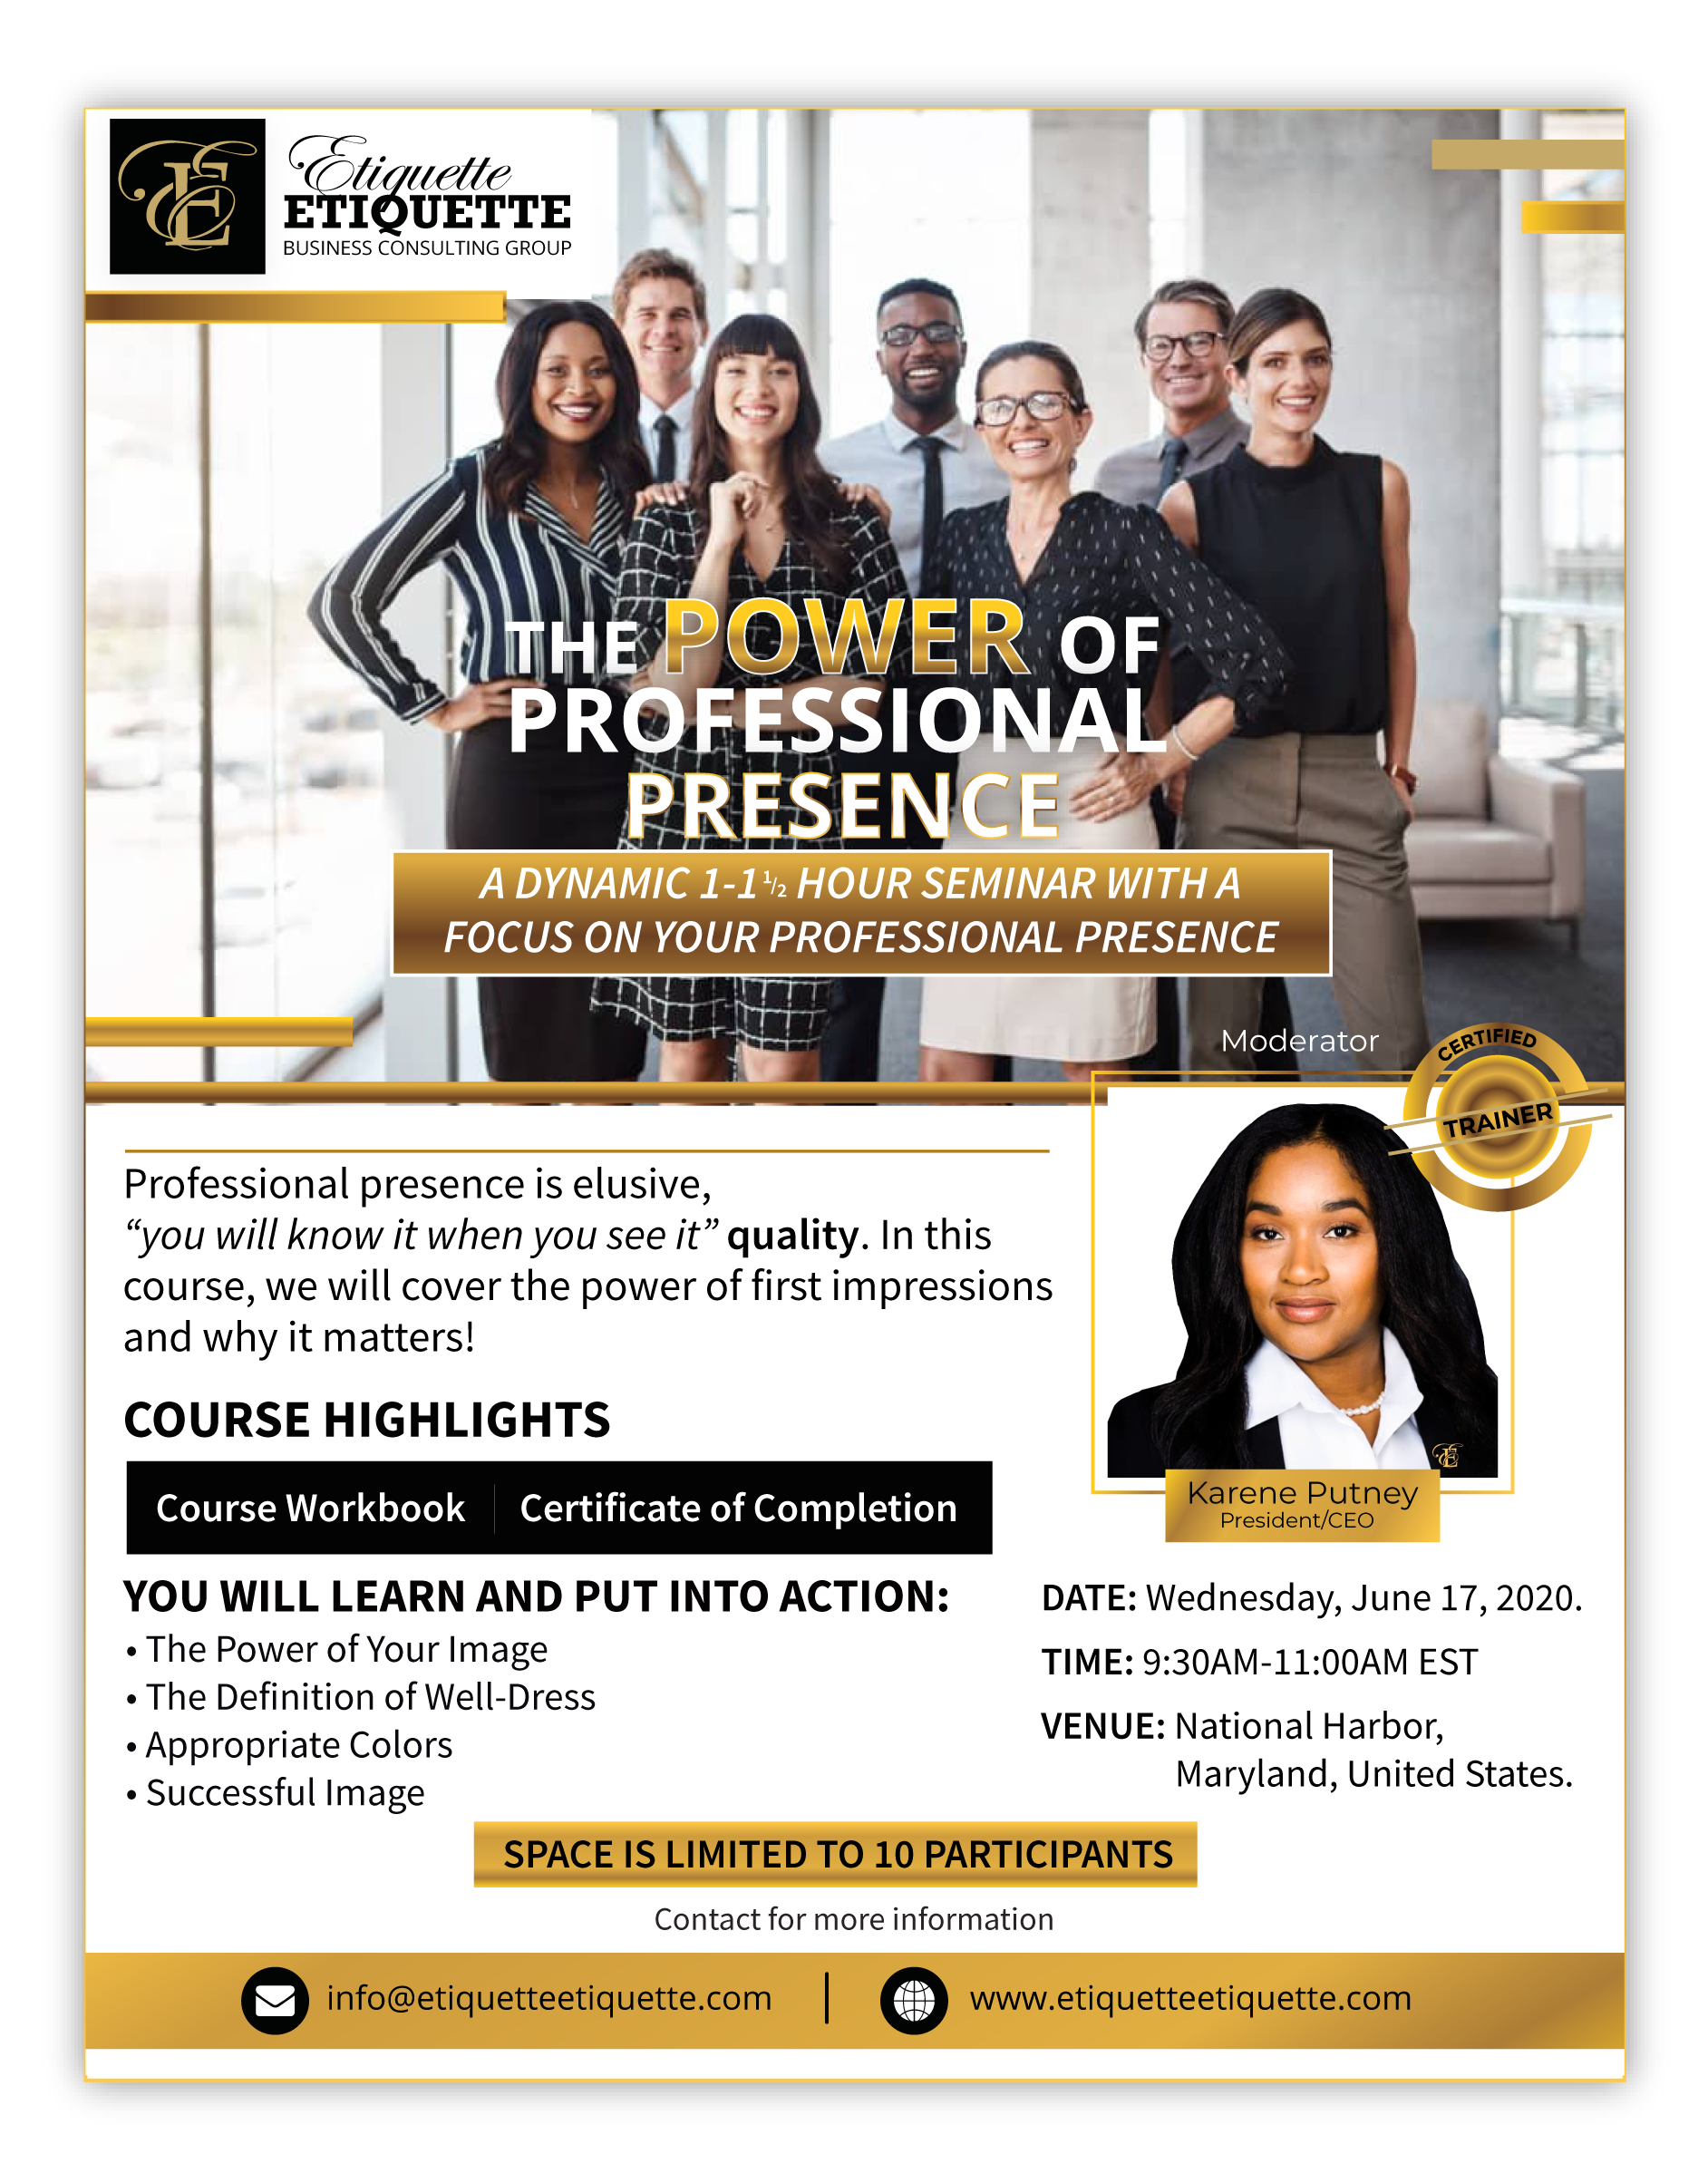 Etiquette
ETIQUETTE
BUSINESS CONSULTING GROUP
THE POWER OF
PROFESSIONAL
PRESENCE
A DYNAMIC 1-1 1/2 HOUR SEMINAR WITH A
FOCUS ON YOUR PROFESSIONAL PRESENCE
Moderator
CERTIFIED
TRAINER
Professional presence is elusive,
“you will know it when you see it” quality. In this
course, we will cover the power of first impressions
and why it matters!
COURSE HIGHLIGHTS
Course Workbook | Certificate of Completion
Karene Putney
President/CEO
YOU WILL LEARN AND PUT INTO ACTION:
• The Power of Your Image
• The Definition of Well-Dress
• Appropriate Colors
• Successful Image
DATE: Wednesday, June 17, 2020.
TIME: 9:30AM-11:00AM EST
VENUE: National Harbor,
Maryland, United States.
SPACE IS LIMITED TO 10 PARTICIPANTS
Contact for more information
info@etiquetteetiquette.com | www.etiquetteetiquette.com